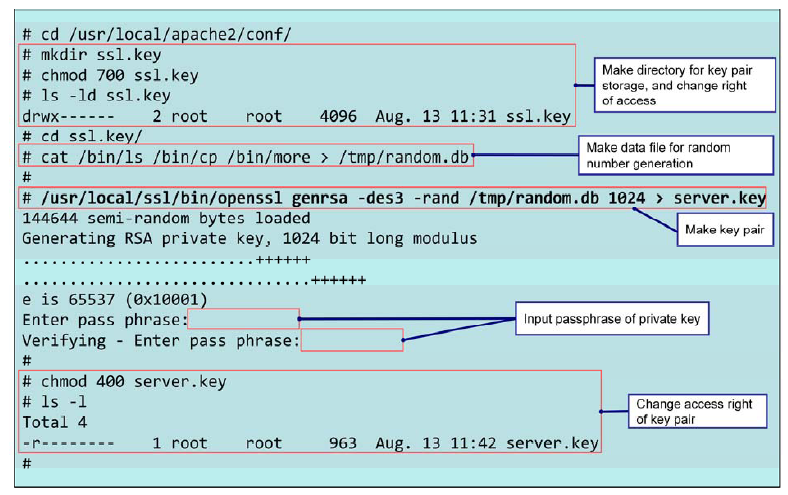 # cd /usr/local/apache2/conf/
# mkdir ssl.key
# chmod 700 ssl.key
# ls -ld ssl.key
drwx------ 2 root root 4096 Aug. 13 11:31 ssl.key
Make directory for key pair
storage, and change right
of access
# cd ssl.key/
# cat /bin/ls /bin/cp /bin/more > /tmp/random.db
Make data file for random
number generation
#
# /usr/local/ssl/bin/openssl genrsa -des3 -rand /tmp/random.db 1024 > server.key
Make key pair
144644 semi-random bytes loaded
Generating RSA private key, 1024 bit long modulus
.........................++++++
...............................++++++
e is 65537 (0x10001)
Enter pass phrase:
Verifying - Enter pass phrase:
Input passphrase of private key
#
# chmod 400 server.key
# ls -l
Total 4
-r-------- 1 root root 963 Aug. 13 11:42 server.key
Change access right
of key pair
#